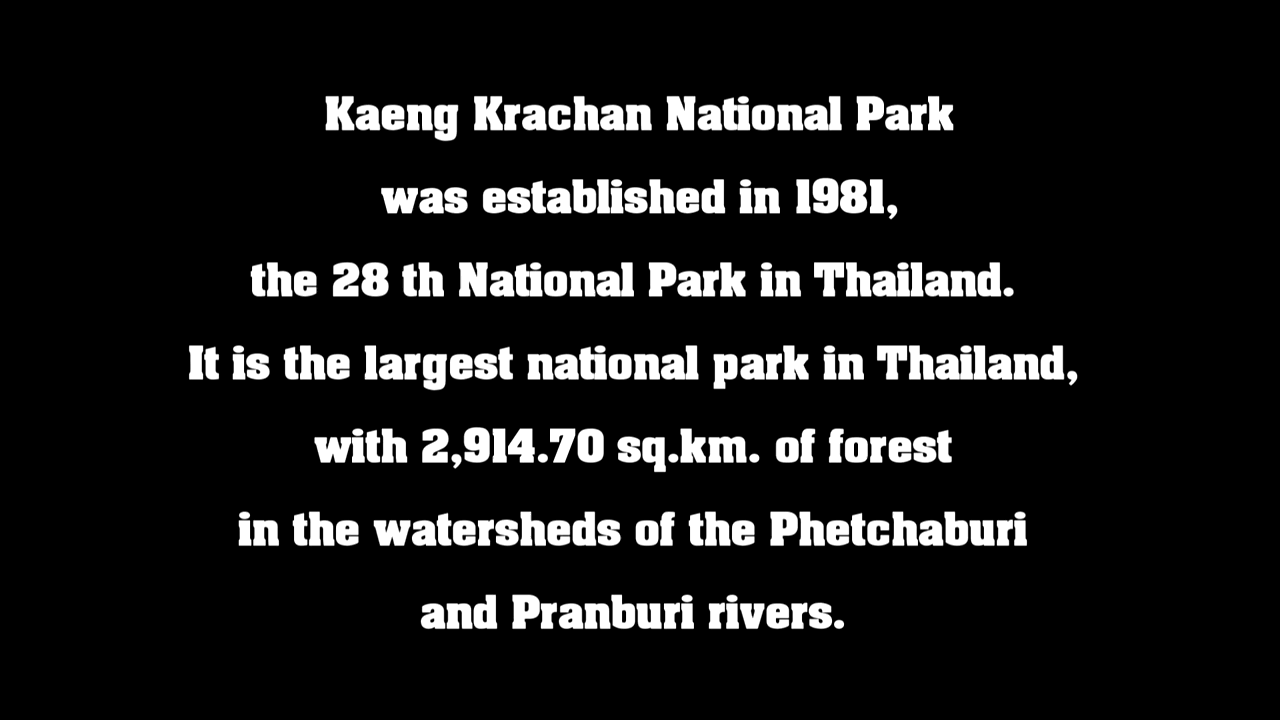 Kaeng Krachan National Park
was established in 1981,
the 28 th National Park in Thailand.
It is the largest national park in Thailand,
with 2,914.70 sq.km. of forest
in the watersheds of the Phetchaburi
and Pranburi rivers.